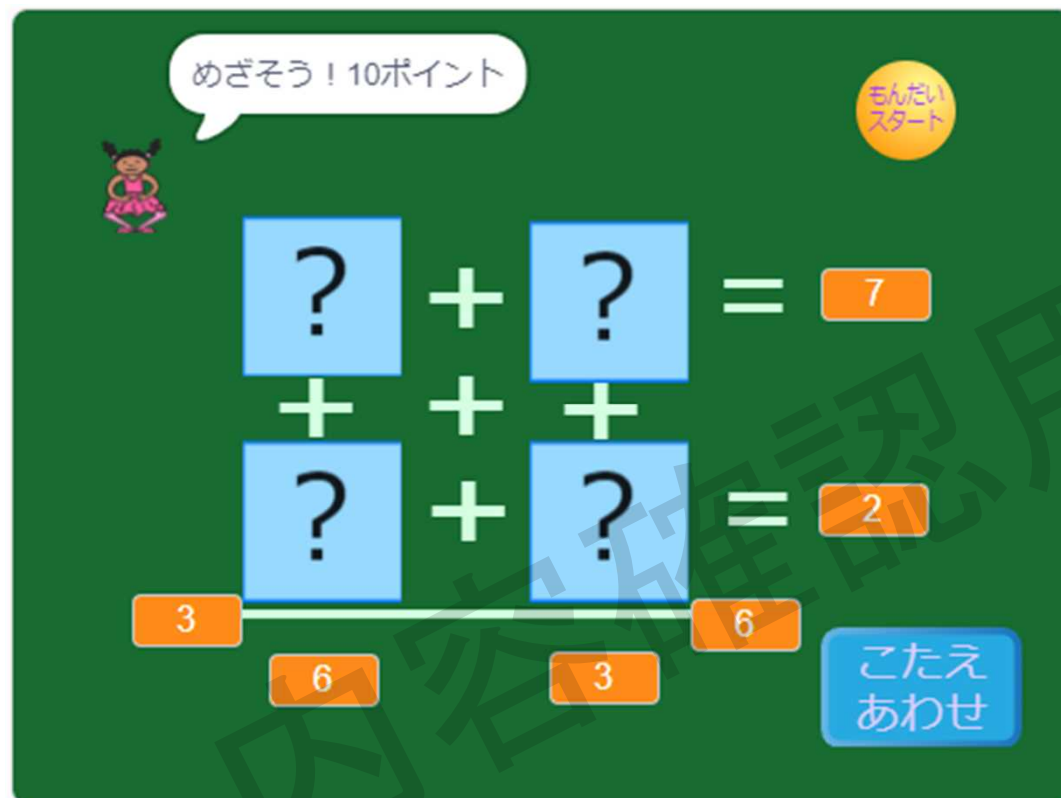 めざそう！10ポイント
もんだい
スタート
? + ? = 7
+ + +
? + ? = 2
3 6
6 3
こたえ
あわせ
内容確認用